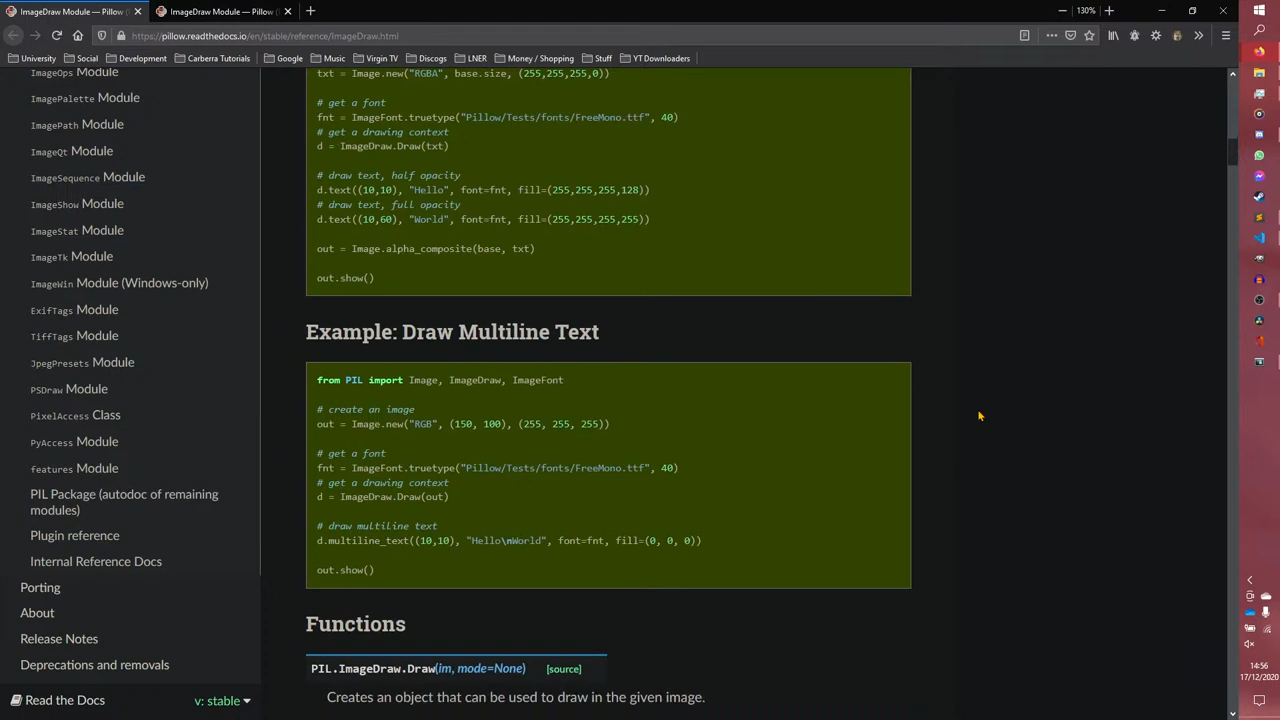 ImageDraw Module — Pillow (
ImageDraw Module — Pillow (
130%
https://pillow.readthedocs.io/en/stable/reference/ImageDraw.html
University
Social
Development
Carberra Tutorials
Google
Music
Virgin TV
Discogs
LNER
Money / Shopping
Stuff
YT Downloaders
ImageOps Module
ImagePalette Module
ImagePath Module
ImageQt Module
ImageSequence Module
ImageShow Module
ImageStat Module
ImageTk Module
ImageWin Module (Windows-only)
ExifTags Module
TiffTags Module
JpegPresets Module
PSDraw Module
PixelAccess Class
PyAccess Module
features Module
PIL Package (autodoc of remaining
modules)
Plugin reference
Internal Reference Docs
Porting
About
Release Notes
Deprecations and removals
Read the Docs
v: stable
txt = Image.new("RGBA", base.size, (255,255,255,0))
# get a font
fnt = ImageFont.truetype("Pillow/Tests/fonts/FreeMono.ttf", 40)
# get a drawing context
d = ImageDraw.Draw(txt)
# draw text, half opacity
d.text((10,10), "Hello", font=fnt, fill=(255,255,255,128))
# draw text, full opacity
d.text((10,60), "World", font=fnt, fill=(255,255,255,255))
out = Image.alpha_composite(base, txt)
out.show()
Example: Draw Multiline Text
from PIL import Image, ImageDraw, ImageFont
# create an image
out = Image.new("RGB", (150, 100), (255, 255, 255))
# get a font
fnt = ImageFont.truetype("Pillow/Tests/fonts/FreeMono.ttf", 40)
# get a drawing context
d = ImageDraw.Draw(out)
# draw multiline text
d.multiline_text((10,10), "Hello\nWorld", font=fnt, fill=(0, 0, 0))
out.show()
Functions
PIL.ImageDraw.Draw(im, mode=None) [source]
Creates an object that can be used to draw in the given image.
14:56
17/12/2020